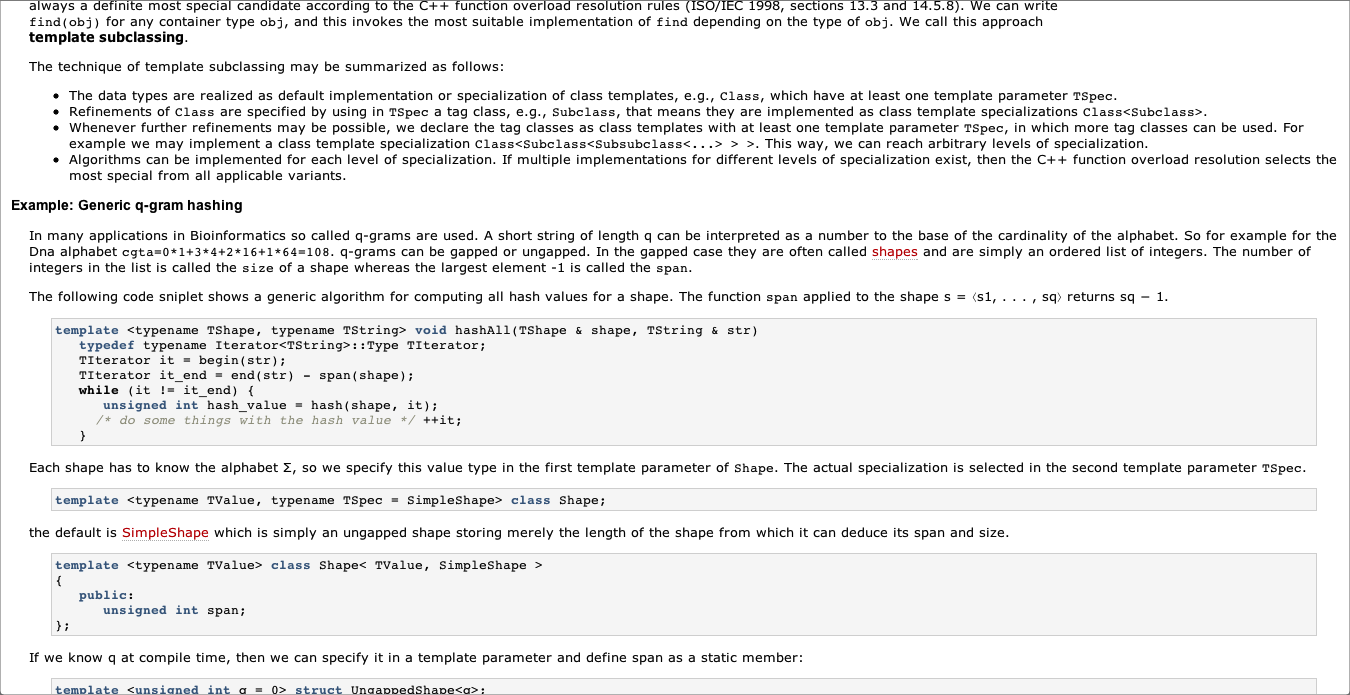 always a definite most special candidate according to the C++ function overload resolution rules (ISO/IEC 1998, sections 13.3 and 14.5.8). We can write
find(obj) for any container type obj, and this invokes the most suitable implementation of find depending on the type of obj. We call this approach
template subclassing.
The technique of template subclassing may be summarized as follows:
• The data types are realized as default implementation or specialization of class templates, e.g., Class, which have at least one template parameter TSpec.
• Refinements of Class are specified by using in TSpec a tag class, e.g., Subclass, that means they are implemented as class template specializations Class<Subclass>.
• Whenever further refinements may be possible, we declare the tag classes as class templates with at least one template parameter TSpec, in which more tag classes can be used. For
example we may implement a class template specialization Class<Subclass<Subsubclass<...> > >. This way, we can reach arbitrary levels of specialization.
• Algorithms can be implemented for each level of specialization. If multiple implementations for different levels of specialization exist, then the C++ function overload resolution selects the
most special from all applicable variants.
Example: Generic q-gram hashing
In many applications in Bioinformatics so called q-grams are used. A short string of length q can be interpreted as a number to the base of the cardinality of the alphabet. So for example for the
Dna alphabet cgta=0*1+3*4+2*16+1*64=108. q-grams can be gapped or ungapped. In the gapped case they are often called shapes and are simply an ordered list of integers. The number of
integers in the list is called the size of a shape whereas the largest element -1 is called the span.
The following code sniplet shows a generic algorithm for computing all hash values for a shape. The function span applied to the shape s = ⟨s1, . . . , sq⟩ returns sq − 1.
template <typename TShape, typename TString> void hashAll(TShape & shape, TString & str)
typedef typename Iterator<TString>::Type TIterator;
TIterator it = begin(str);
TIterator it_end = end(str) - span(shape);
while (it != it_end) {
unsigned int hash_value = hash(shape, it);
/* do some things with the hash value */ ++it;
}
Each shape has to know the alphabet Σ, so we specify this value type in the first template parameter of Shape. The actual specialization is selected in the second template parameter TSpec.
template <typename TValue, typename TSpec = SimpleShape> class Shape;
the default is SimpleShape which is simply an ungapped shape storing merely the length of the shape from which it can deduce its span and size.
template <typename TValue> class Shape< TValue, SimpleShape >
{
public:
unsigned int span;
};
If we know q at compile time, then we can specify it in a template parameter and define span as a static member:
template <unsigned int q = 0> struct UngappedShape<q>;